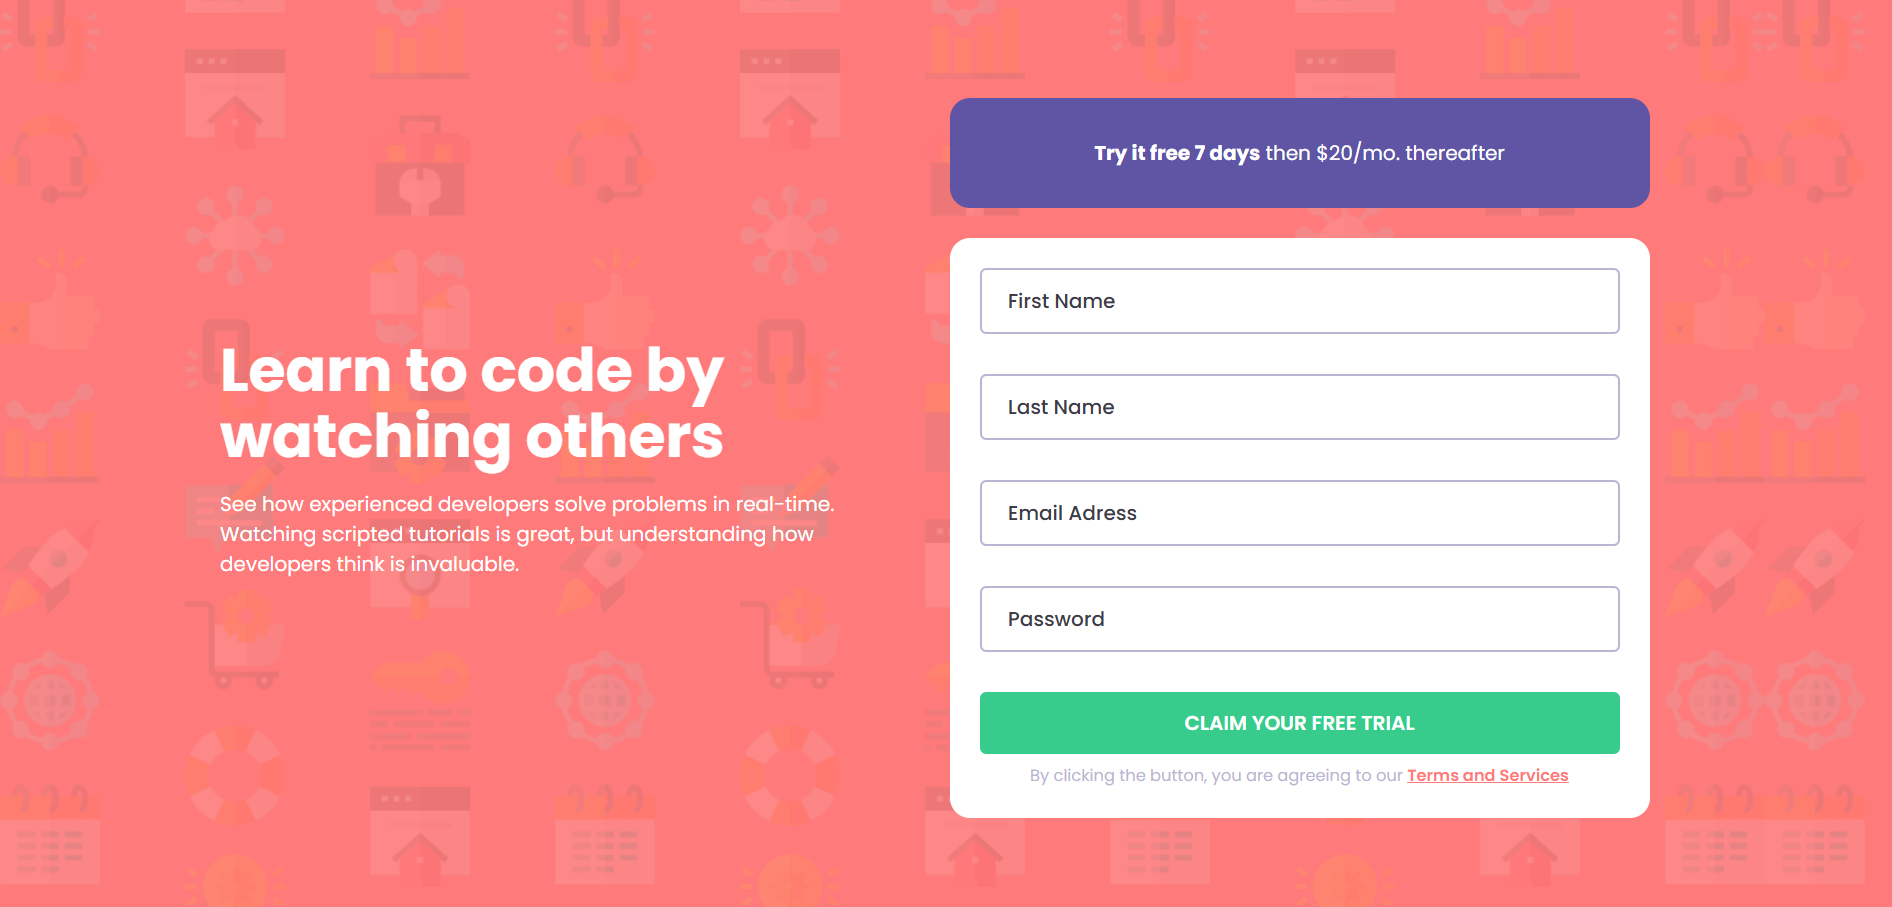 Learn to code by
watching others
See how experienced developers solve problems in real-time.
Watching scripted tutorials is great, but understanding how
developers think is invaluable.
Try it free 7 days then $20/mo. thereafter
First Name
Last Name
Email Adress
Password
CLAIM YOUR FREE TRIAL
By clicking the button, you are agreeing to our Terms and Services